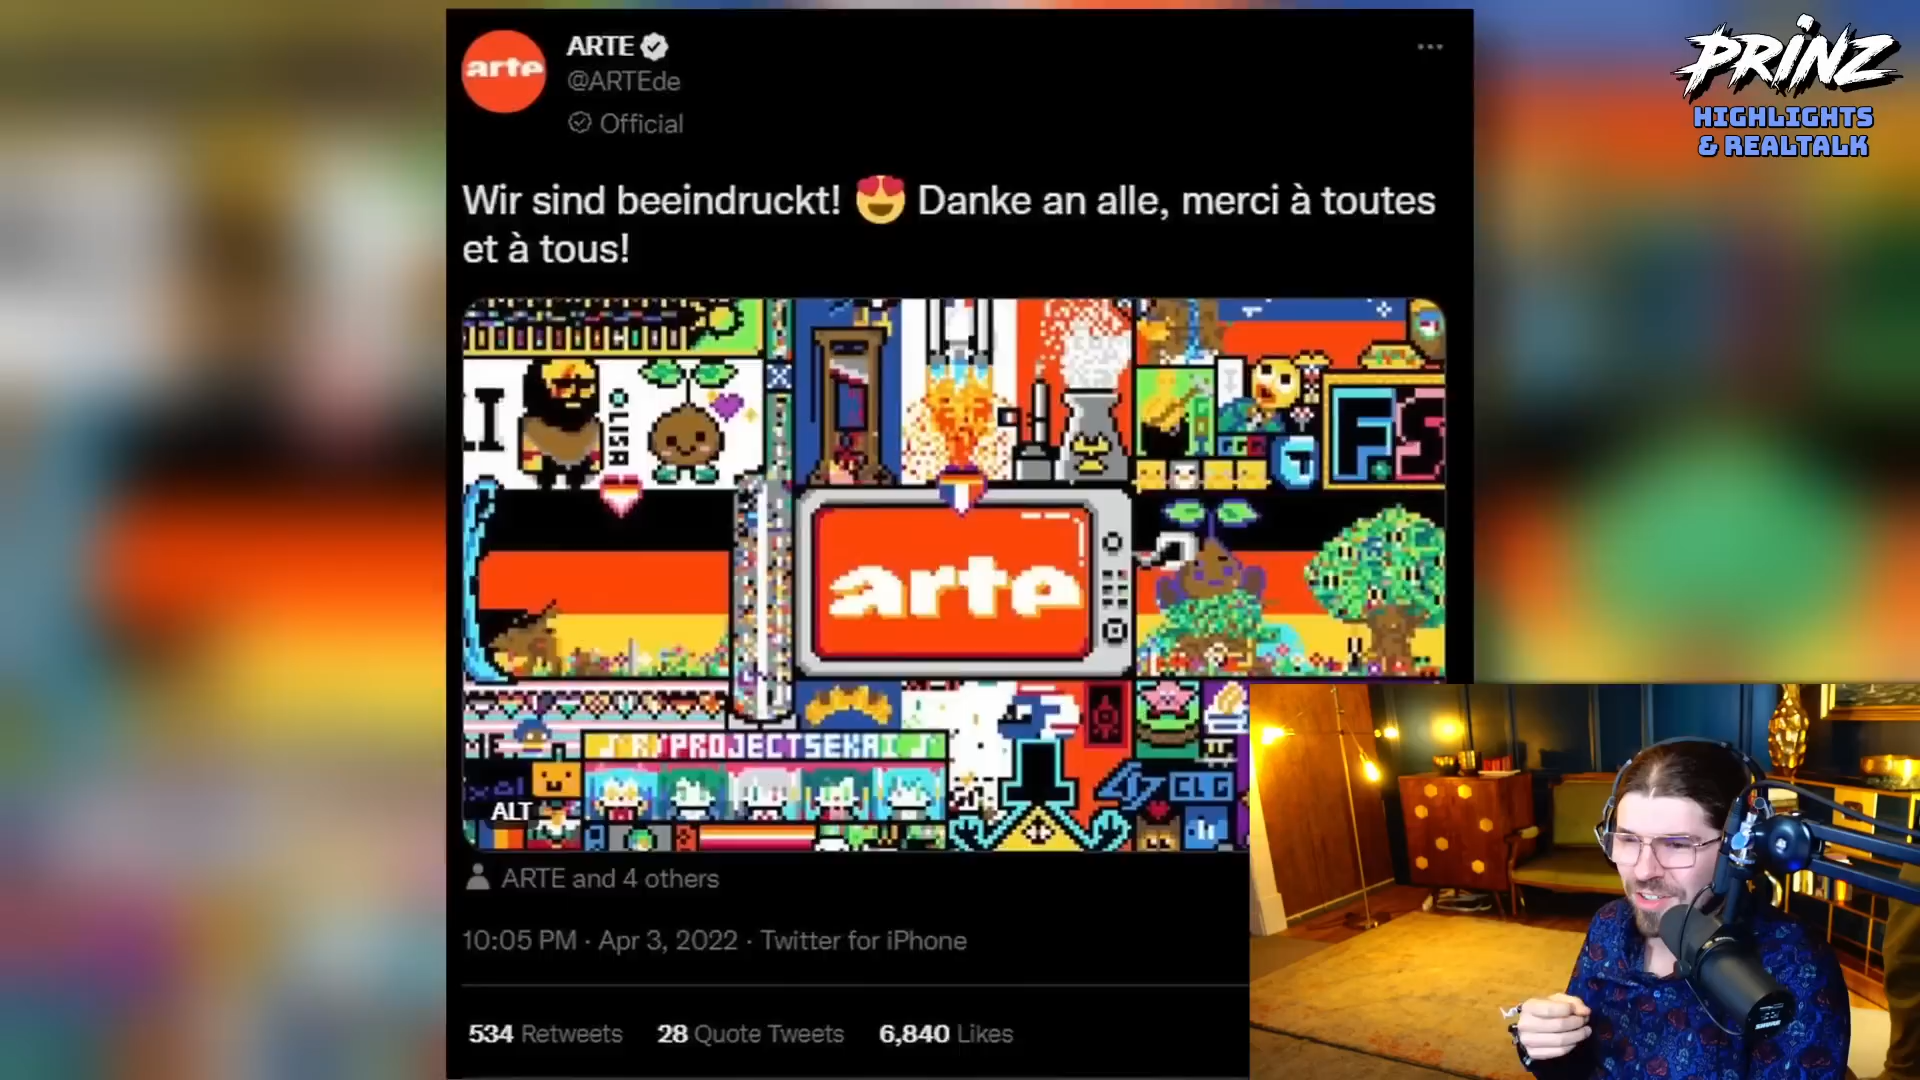 arte
ARTE
@ARTEde
Official
PRINZ
HIGHLIGHTS
& REALTALK
Wir sind beeindruckt! 😍 Danke an alle, merci à toutes
et à tous!
arte
F.S
R/PROJECTSEKAI
CLG
ALT
ARTE and 4 others
10:05 PM · Apr 3, 2022 · Twitter for iPhone
534 Retweets 28 Quote Tweets 6,840 Likes